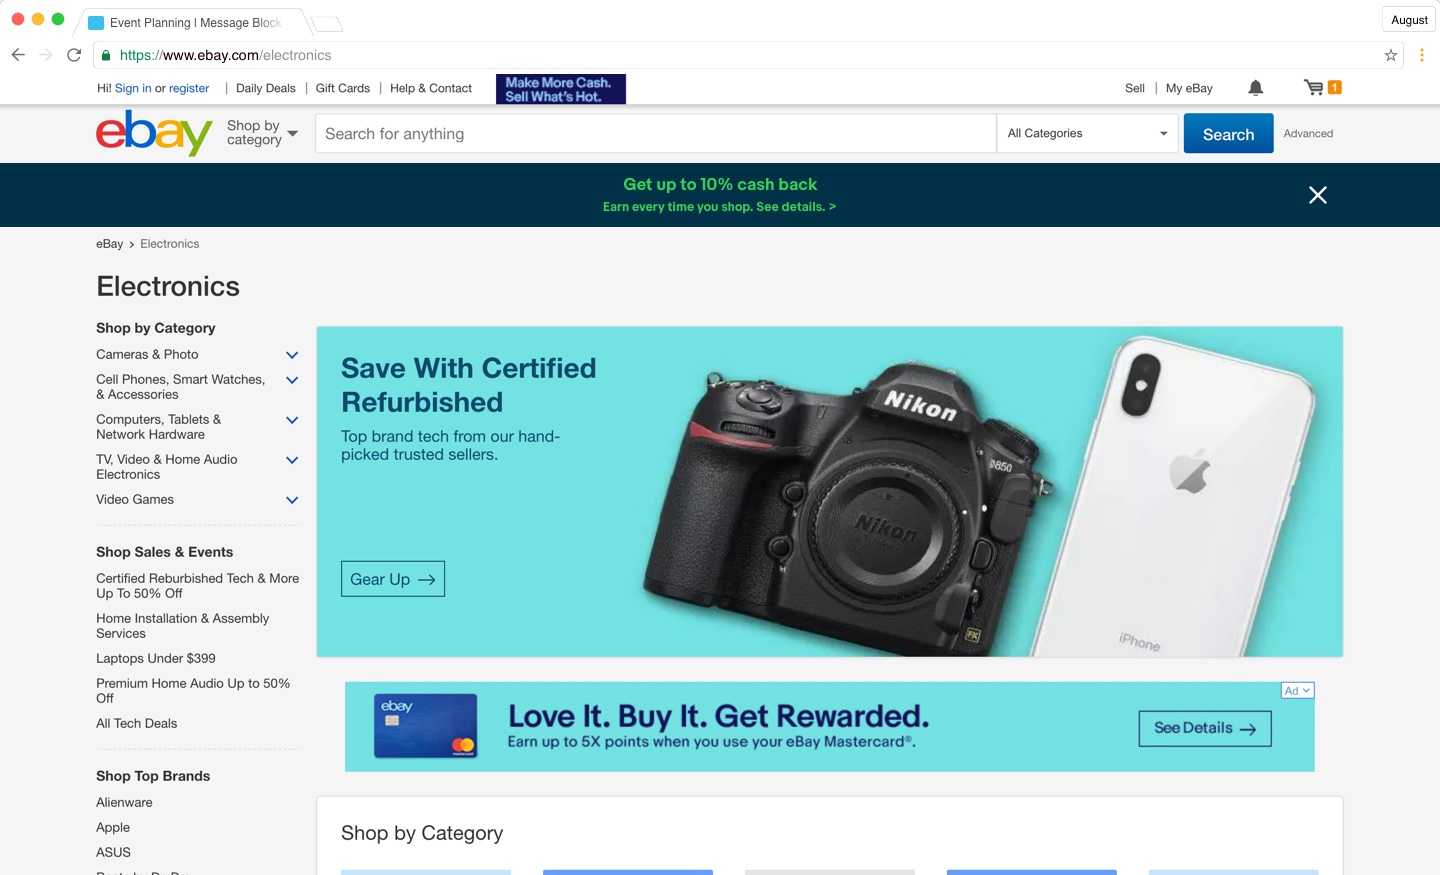 Event Planning | Message Block
August
https://www.ebay.com/electronics
Hi! Sign in or register | Daily Deals | Gift Cards | Help & Contact
Make More Cash.
Sell What's Hot.
Sell | My eBay
1
ebay
Shop by
category
Search for anything
All Categories
Search
Advanced
Get up to 10% cash back
Earn every time you shop. See details. >
eBay > Electronics
Electronics
Shop by Category
Cameras & Photo
Cell Phones, Smart Watches,
& Accessories
Computers, Tablets &
Network Hardware
TV, Video & Home Audio
Electronics
Video Games
Shop Sales & Events
Certified Reburbished Tech & More
Up To 50% Off
Home Installation & Assembly
Services
Laptops Under $399
Premium Home Audio Up to 50%
Off
All Tech Deals
Shop Top Brands
Alienware
Apple
ASUS
Save With Certified
Refurbished
Top brand tech from our hand-
picked trusted sellers.
Gear Up
Nikon
D850
Nikon
FX
iPhone
Ad
ebay
mastercard
Love It. Buy It. Get Rewarded.
Earn up to 5X points when you use your eBay Mastercard®.
See Details
Shop by Category